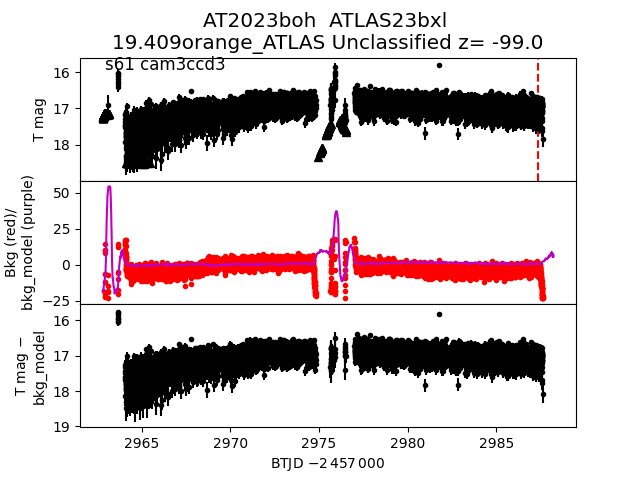 AT2023boh  ATLAS23bxl
19.409orange_ATLAS Unclassified z= -99.0
s61 cam3ccd3
16
17
18
T mag
50
25
0
−25
Bkg (red)/
bkg_model (purple)
16
17
18
19
T mag −
bkg_model
2965
2970
2975
2980
2985
BTJD −2 457 000